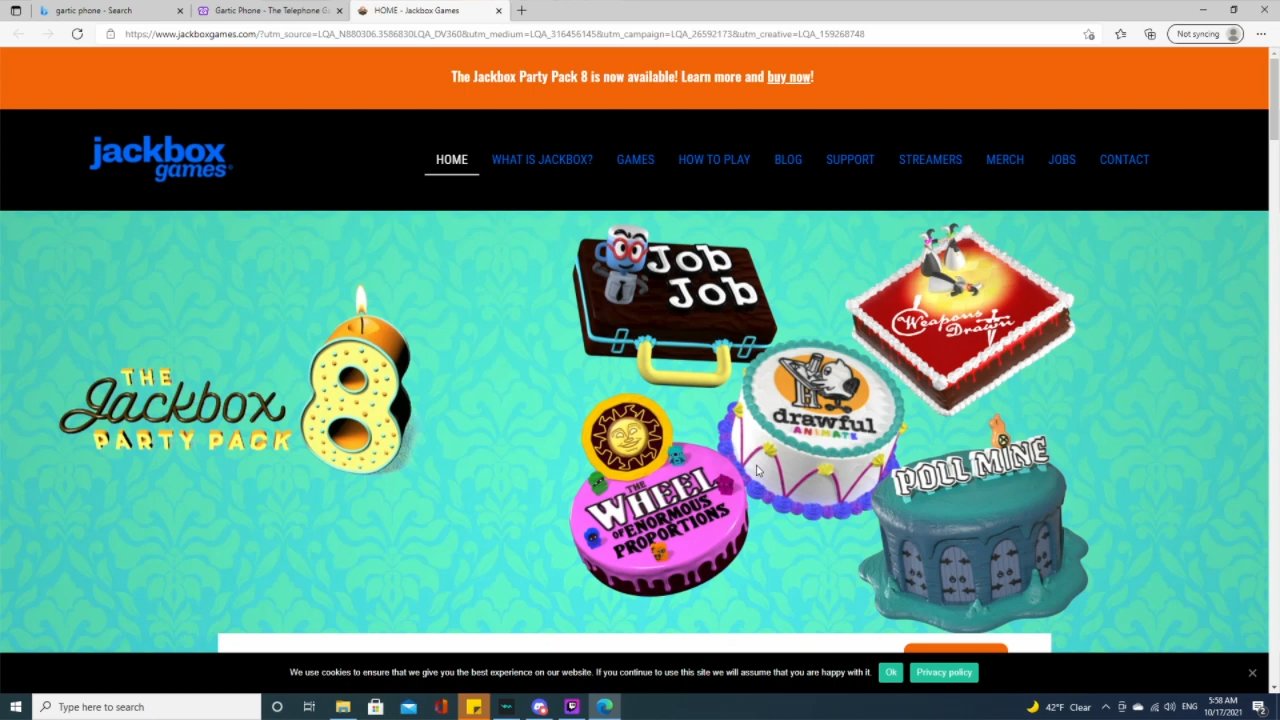 gartic phone - Search
Gartic Phone - The Telephone G
HOME - Jackbox Games
https://www.jackboxgames.com/?utm_source=LQA_N880306.3586830LQA_DV360&utm_medium=LQA_316456145&utm_campaign=LQA_26592173&utm_creative=LQA_159268748
Not syncing
The Jackbox Party Pack 8 is now available! Learn more and buy now!
jackbox
games
HOME
WHAT IS JACKBOX?
GAMES
HOW TO PLAY
BLOG
SUPPORT
STREAMERS
MERCH
JOBS
CONTACT
THE
Jackbox
PARTY PACK
8
Job
Job
Weapons
Drawn
drawful
ANIMATE
THE
WHEEL
OF ENORMOUS
PROPORTIONS
POLL MINE
We use cookies to ensure that we give you the best experience on our website. If you continue to use this site we will assume that you are happy with it.
Ok
Privacy policy
Type here to search
42°F Clear
ENG
5:58 AM
10/17/2021
2